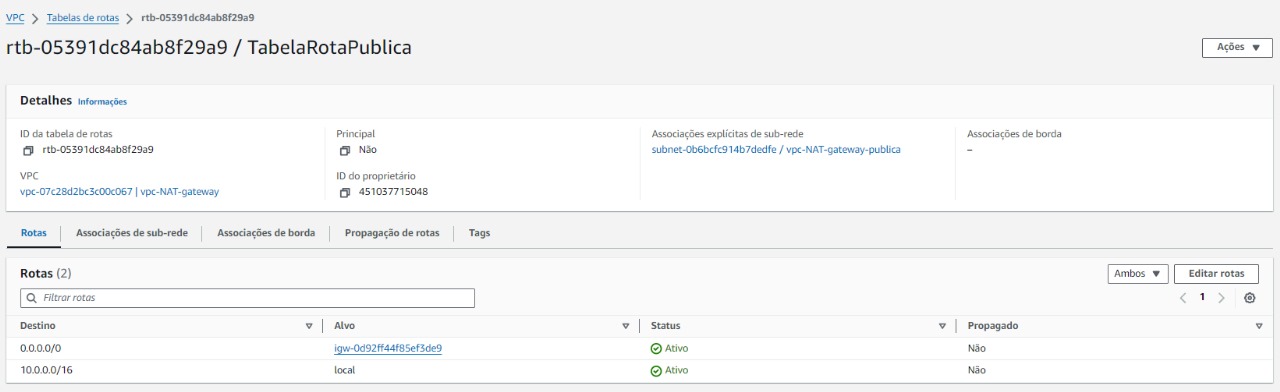 VPC > Tabelas de rotas > rtb-05391dc84ab8f29a9
rtb-05391dc84ab8f29a9 / TabelaRotaPublica
Ações
Detalhes Informações
ID da tabela de rotas
rtb-05391dc84ab8f29a9
Principal
Não
Associações explícitas de sub-rede
subnet-0b6bcfc914b7dedfe / vpc-NAT-gateway-publica
Associações de borda
–
VPC
vpc-07c28d2bc3c00c067 | vpc-NAT-gateway
ID do proprietário
451037715048
Rotas Associações de sub-rede Associações de borda Propagação de rotas Tags
Rotas (2)
Ambos Editar rotas
Filtrar rotas
1
Destino Alvo Status Propagado
0.0.0.0/0 igw-0d92ff44f85ef3de9 Ativo Não
10.0.0.0/16 local Ativo Não